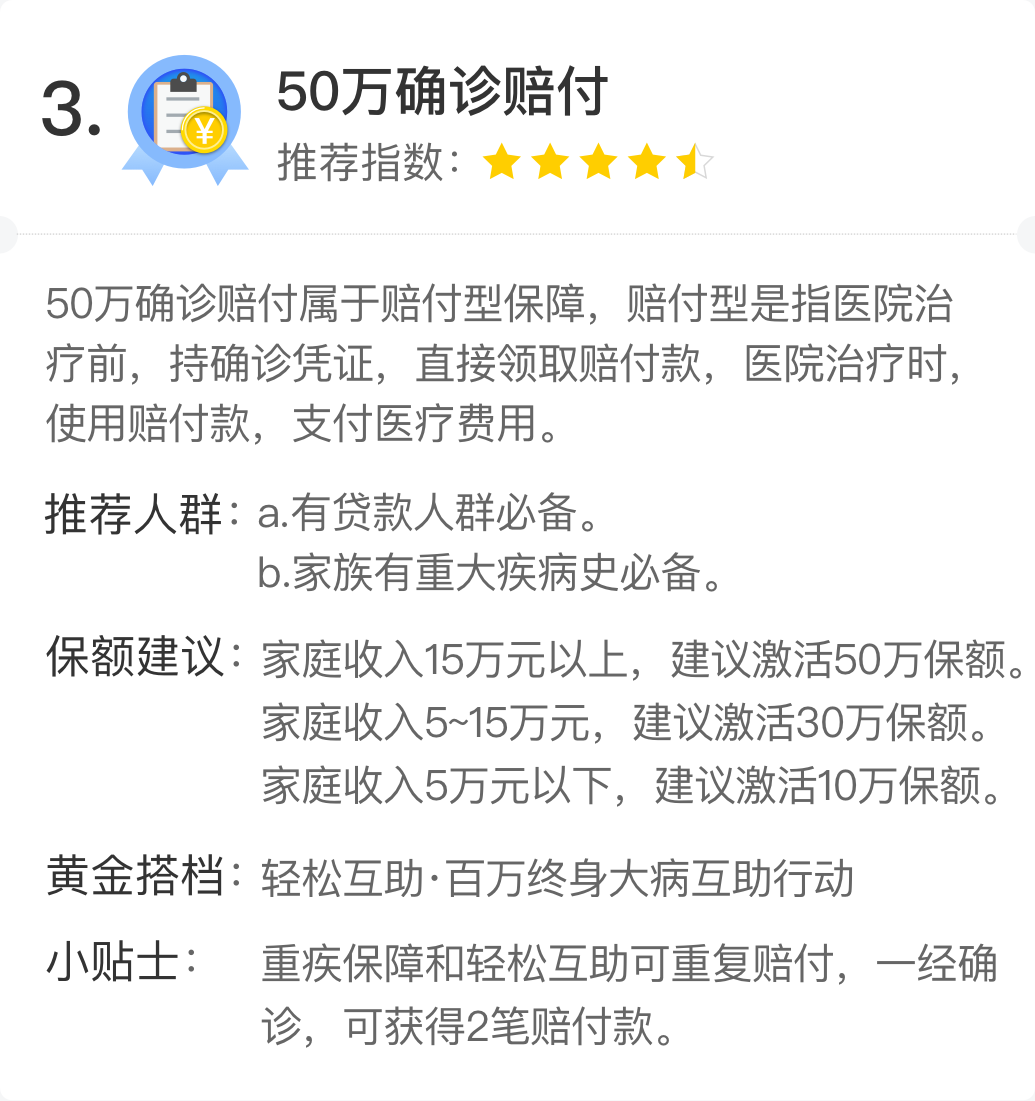 3.
50万确诊赔付
推荐指数：
50万确诊赔付属于赔付型保障，赔付型是指医院治
疗前，持确诊凭证，直接领取赔付款，医院治疗时，
使用赔付款，支付医疗费用。
推荐人群：a.有贷款人群必备。
b.家族有重大疾病史必备。
保额建议：家庭收入15万元以上，建议激活50万保额。
家庭收入5~15万元，建议激活30万保额。
家庭收入5万元以下，建议激活10万保额。
黄金搭档：轻松互助·百万终身大病互助行动
小贴士：重疾保障和轻松互助可重复赔付，一经确
诊，可获得2笔赔付款。